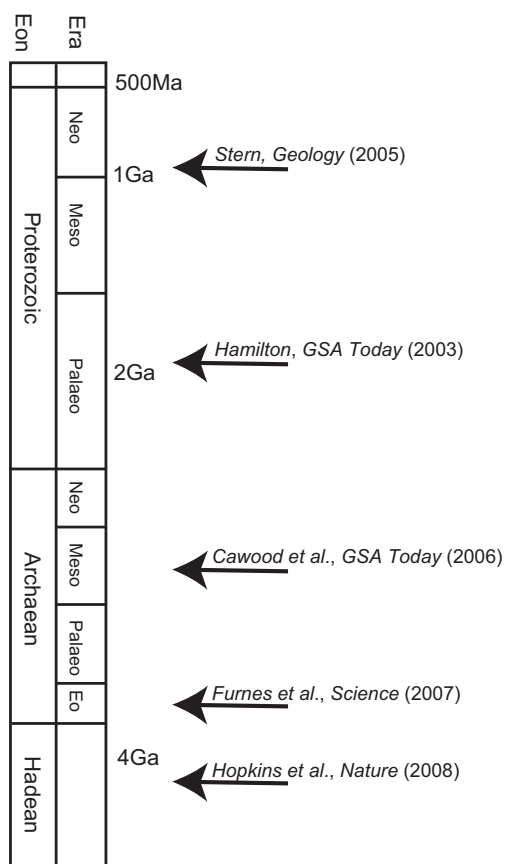 Eon
Era
500Ma
Neo
Stern, Geology (2005)
1Ga
Meso
Proterozoic
Hamilton, GSA Today (2003)
2Ga
Palaeo
Neo
Archaean
Meso
Cawood et al., GSA Today (2006)
Palaeo
Eo
Furnes et al., Science (2007)
4Ga
Hopkins et al., Nature (2008)
Hadean